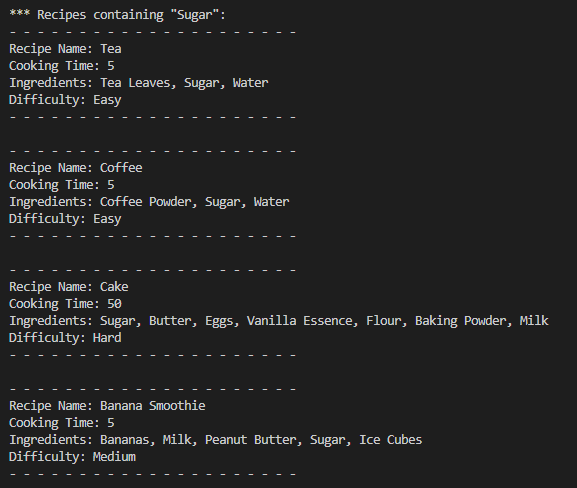 *** Recipes containing "Sugar":
- - - - - - - - - - - - - - - - - - - - -
Recipe Name: Tea
Cooking Time: 5
Ingredients: Tea Leaves, Sugar, Water
Difficulty: Easy
- - - - - - - - - - - - - - - - - - - - -
- - - - - - - - - - - - - - - - - - - - -
Recipe Name: Coffee
Cooking Time: 5
Ingredients: Coffee Powder, Sugar, Water
Difficulty: Easy
- - - - - - - - - - - - - - - - - - - - -
- - - - - - - - - - - - - - - - - - - - -
Recipe Name: Cake
Cooking Time: 50
Ingredients: Sugar, Butter, Eggs, Vanilla Essence, Flour, Baking Powder, Milk
Difficulty: Hard
- - - - - - - - - - - - - - - - - - - - -
- - - - - - - - - - - - - - - - - - - - -
Recipe Name: Banana Smoothie
Cooking Time: 5
Ingredients: Bananas, Milk, Peanut Butter, Sugar, Ice Cubes
Difficulty: Medium
- - - - - - - - - - - - - - - - - - - - -